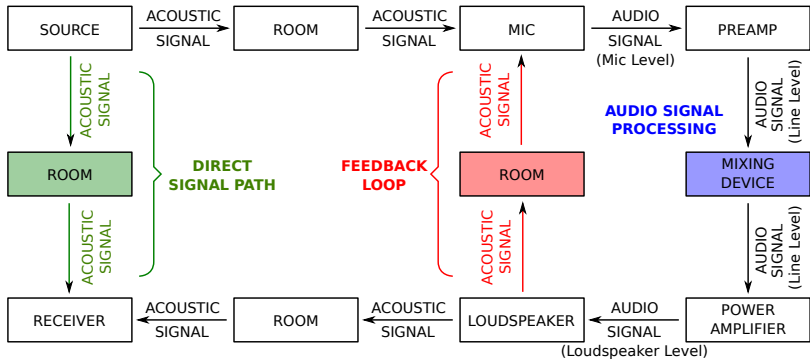 SOURCE
ACOUSTIC
SIGNAL
ROOM
ACOUSTIC
SIGNAL
MIC
AUDIO
SIGNAL
(Mic Level)
PREAMP
ACOUSTIC
SIGNAL
ACOUSTIC
SIGNAL
AUDIO SIGNAL
PROCESSING
AUDIO
SIGNAL
(Line Level)
ROOM
DIRECT
SIGNAL PATH
FEEDBACK
LOOP
ROOM
MIXING
DEVICE
ACOUSTIC
SIGNAL
ACOUSTIC
SIGNAL
AUDIO
SIGNAL
(Line Level)
RECEIVER
ACOUSTIC
SIGNAL
ROOM
ACOUSTIC
SIGNAL
LOUDSPEAKER
AUDIO
SIGNAL
(Loudspeaker Level)
POWER
AMPLIFIER